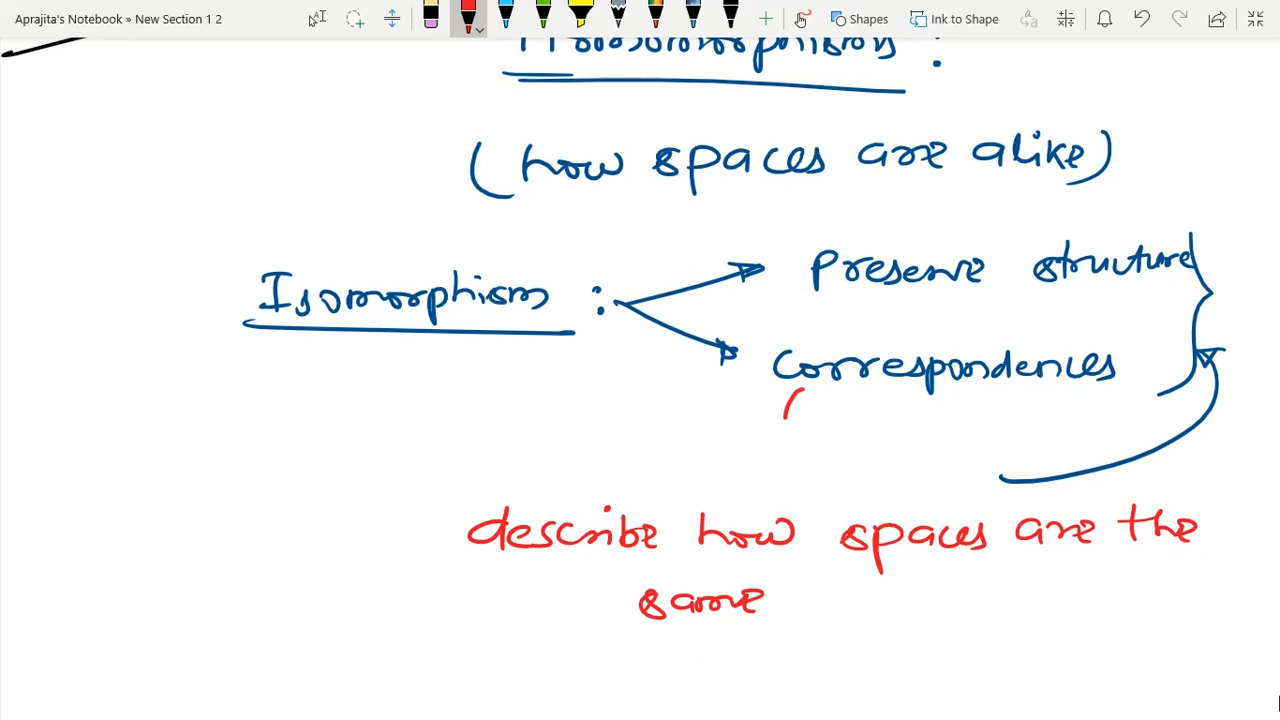 Aprajita's Notebook » New Section 1 2
Shapes
Ink to Shape
(how spaces are alike)
Isomorphism :
Preserve structure
Correspondences
describe how spaces are the
same